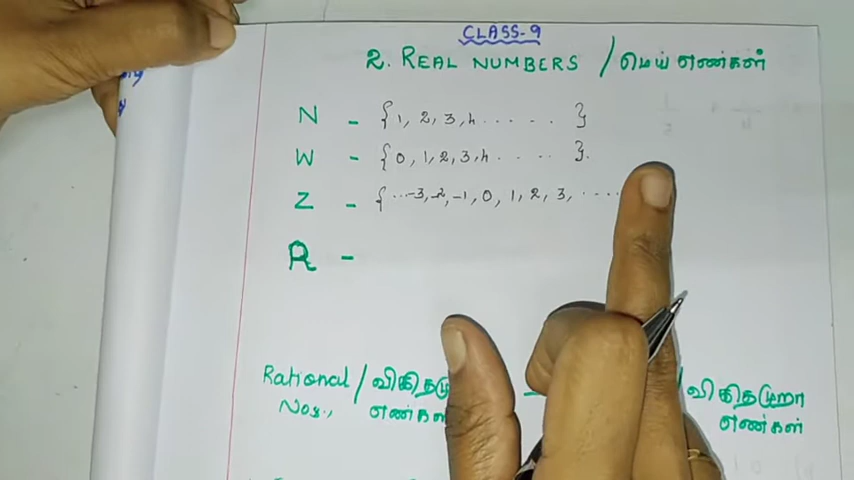 CLASS-9
2. REAL NUMBERS / மெய் எண்கள்
N - {1, 2, 3, 4 ...... }
W - {0, 1, 2, 3, 4 ..... }.
Z - {...-3, -2, -1, 0, 1, 2, 3, .....
R -
Rational / விகிதமு
Nos., எண்கள்
/ விகிதமுறா
எண்கள்